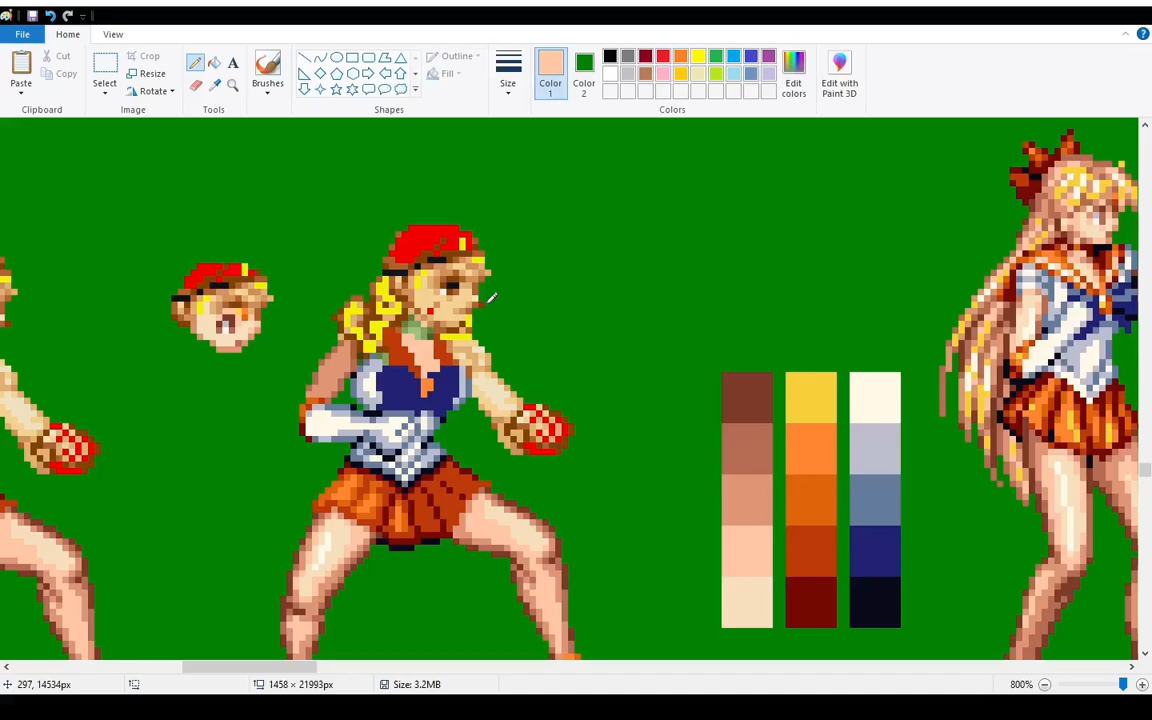 File Home View
Cut
Crop
Outline
Copy
Resize
Fill
Paste
Select
Rotate
Brushes
Size
Color 1
Color 2
Edit colors
Edit with Paint 3D
Clipboard Image Tools Shapes Colors
297, 14534px 1458 × 21993px Size: 3.2MB 800%